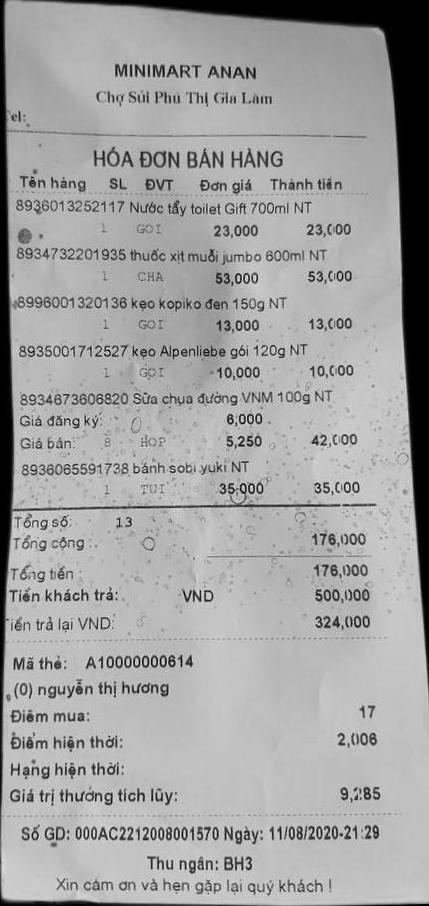 MINIMART ANAN
Chợ Sủi Phú Thị Gia Lâm
Tel:
HÓA ĐƠN BÁN HÀNG
Tên hàng SL ĐVT Đơn giá Thành tiền
8936013252117 Nước tẩy toilet Gift 700ml NT
1 GOI 23,000 23,000
8934732201935 thuốc xịt muỗi jumbo 600ml NT
1 CHA 53,000 53,000
8996001320136 kẹo kopiko đen 150g NT
1 GOI 13,000 13,000
8935001712527 kẹo Alpenliebe gói 120g NT
1 GOI 10,000 10,000
8934673606820 Sữa chụa đường VNM 100g NT
Giá đăng ký: 6,000
Giá bán: 8 HOP 5,250 42,000
8936065591738 bánh sobi yuki NT
1 TUI 35,000 35,000
Tổng số: 13
Tổng cộng : 176,000
Tổng tiền : 176,000
Tiền khách trả: VND 500,000
Tiền trả lại VND: 324,000
Mã thẻ: A10000000614
(0) nguyễn thị hương
Điểm mua: 17
Điểm hiện thời: 2,006
Hạng hiện thời:
Giá trị thưởng tích lũy: 9,285
Số GD: 000AC2212008001570 Ngày: 11/08/2020-21:29
Thu ngân: BH3
Xin cám ơn và hẹn gặp lại quý khách !